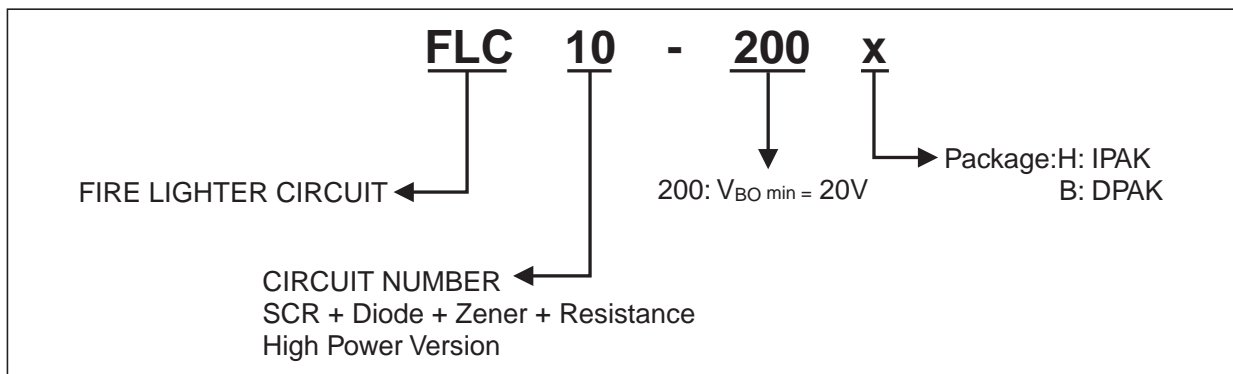 FLC 10 - 200 x
Package:H: IPAK
FIRE LIGHTER CIRCUIT
200: VBO min = 20V
B: DPAK
CIRCUIT NUMBER
SCR + Diode + Zener + Resistance
High Power Version